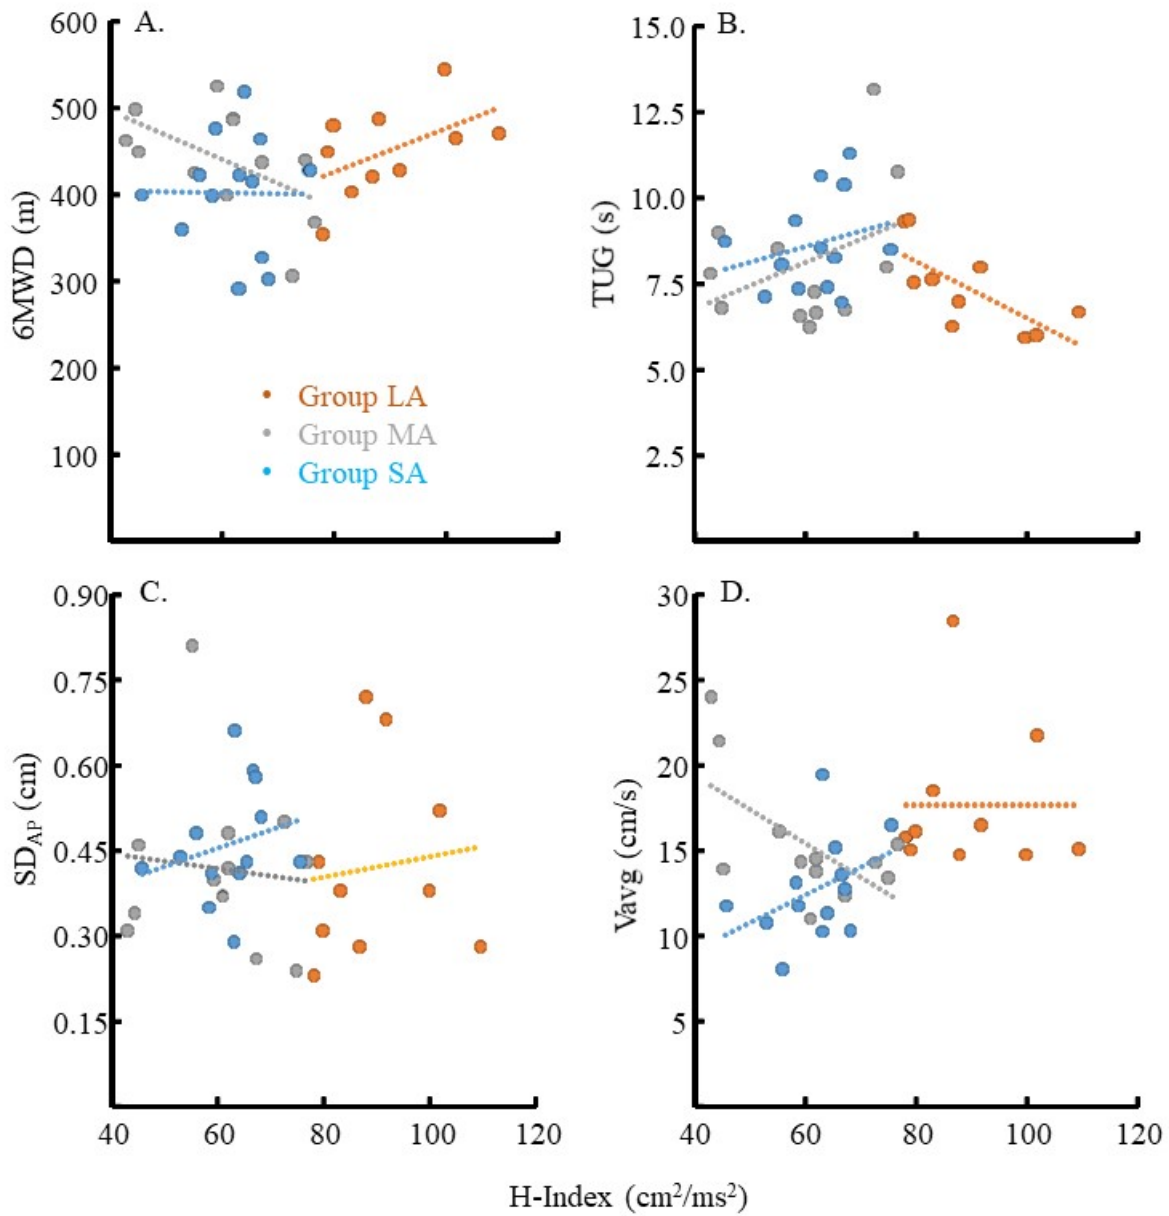 A.
600
500
400
300
200
100
6MWD (m)
Group LA
Group MA
Group SA
B.
15.0
12.5
10.0
7.5
5.0
2.5
TUG (s)
C.
0.90
0.75
0.60
0.45
0.30
0.15
SD_AP (cm)
40 60 80 100 120
D.
30
25
20
15
10
5
Vavg (cm/s)
40 60 80 100 120
H-Index (cm²/ms²)